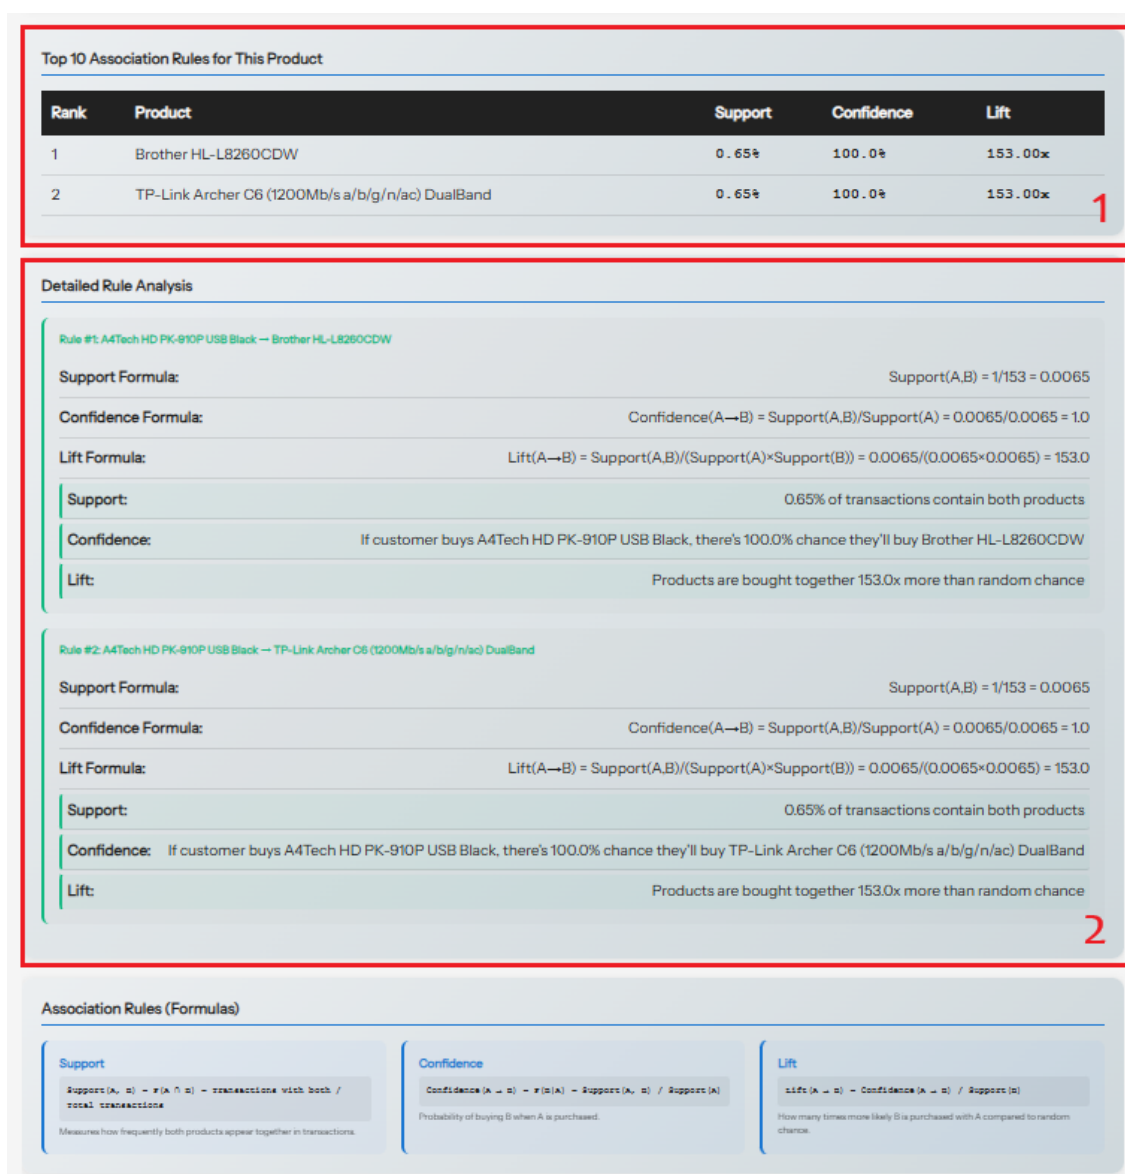 Top 10 Association Rules for This Product
Rank Product Support Confidence Lift
1 Brother HL-L8260CDW 0.65% 100.0% 153.00x
2 TP-Link Archer C6 (1200Mb/s a/b/g/n/ac) DualBand 0.65% 100.0% 153.00x
1
Detailed Rule Analysis
Rule #1: A4Tech HD PK-910P USB Black → Brother HL-L8260CDW
Support Formula: Support(A,B) = 1/153 = 0.0065
Confidence Formula: Confidence(A→B) = Support(A,B)/Support(A) = 0.0065/0.0065 = 1.0
Lift Formula: Lift(A→B) = Support(A,B)/(Support(A)×Support(B)) = 0.0065/(0.0065×0.0065) = 153.0
Support: 0.65% of transactions contain both products
Confidence: If customer buys A4Tech HD PK-910P USB Black, there's 100.0% chance they'll buy Brother HL-L8260CDW
Lift: Products are bought together 153.0x more than random chance
Rule #2: A4Tech HD PK-910P USB Black → TP-Link Archer C6 (1200Mb/s a/b/g/n/ac) DualBand
Support Formula: Support(A,B) = 1/153 = 0.0065
Confidence Formula: Confidence(A→B) = Support(A,B)/Support(A) = 0.0065/0.0065 = 1.0
Lift Formula: Lift(A→B) = Support(A,B)/(Support(A)×Support(B)) = 0.0065/(0.0065×0.0065) = 153.0
Support: 0.65% of transactions contain both products
Confidence: If customer buys A4Tech HD PK-910P USB Black, there's 100.0% chance they'll buy TP-Link Archer C6 (1200Mb/s a/b/g/n/ac) DualBand
Lift: Products are bought together 153.0x more than random chance
2
Association Rules (Formulas)
Support
Support(A, B) = P(A ∩ B) = Transactions with both /
Total transactions
Measures how frequently both products appear together in transactions.
Confidence
Confidence(A → B) = P(B|A) = Support(A, B) / Support(A)
Probability of buying B when A is purchased.
Lift
Lift(A → B) = Confidence(A → B) / Support(B)
How many times more likely B is purchased with A compared to random
chance.